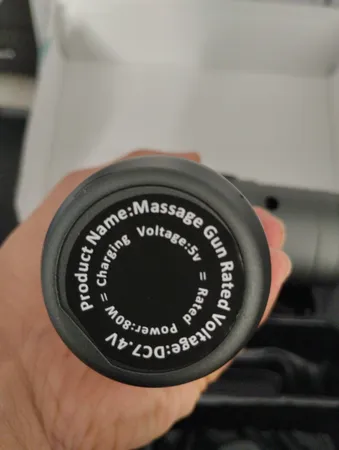 Product Name:Massage Gun Rated Voltage:DC7.4V
Charging Voltage:5v = Rated Power:80W =